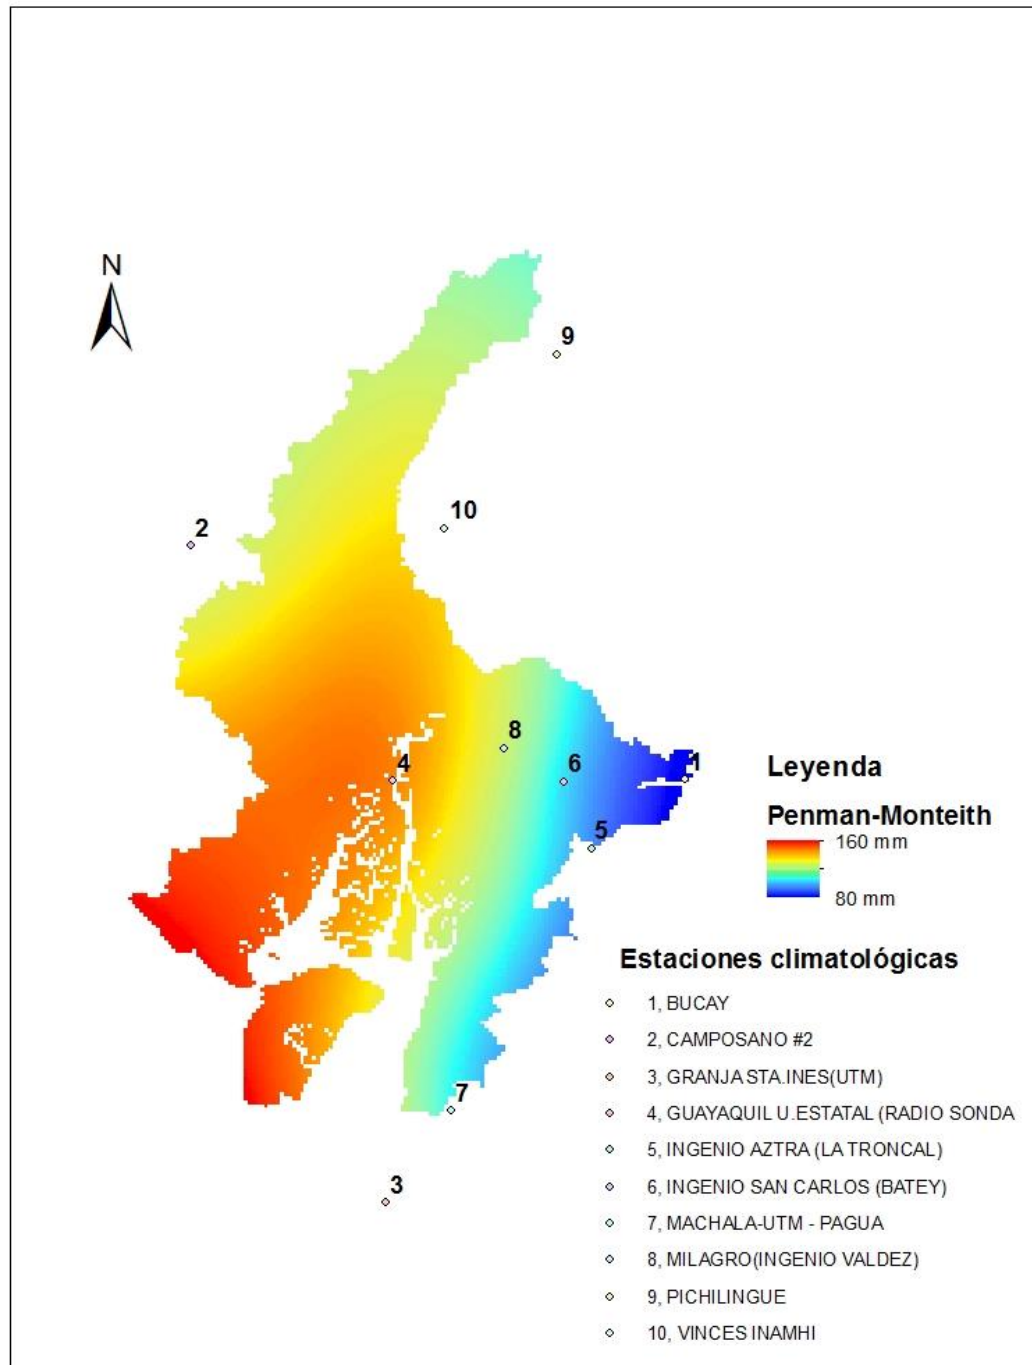 N
9
10
2
8
4
6
1
5
7
3
Leyenda
Penman-Monteith
160 mm
80 mm
Estaciones climatológicas
1, BUCAY
2, CAMPOSANO #2
3, GRANJA STA.INES(UTM)
4, GUAYAQUIL U.ESTATAL (RADIO SONDA
5, INGENIO AZTRA (LA TRONCAL)
6, INGENIO SAN CARLOS (BATEY)
7, MACHALA-UTM - PAGUA
8, MILAGRO(INGENIO VALDEZ)
9, PICHILINGUE
10, VINCES INAMHI